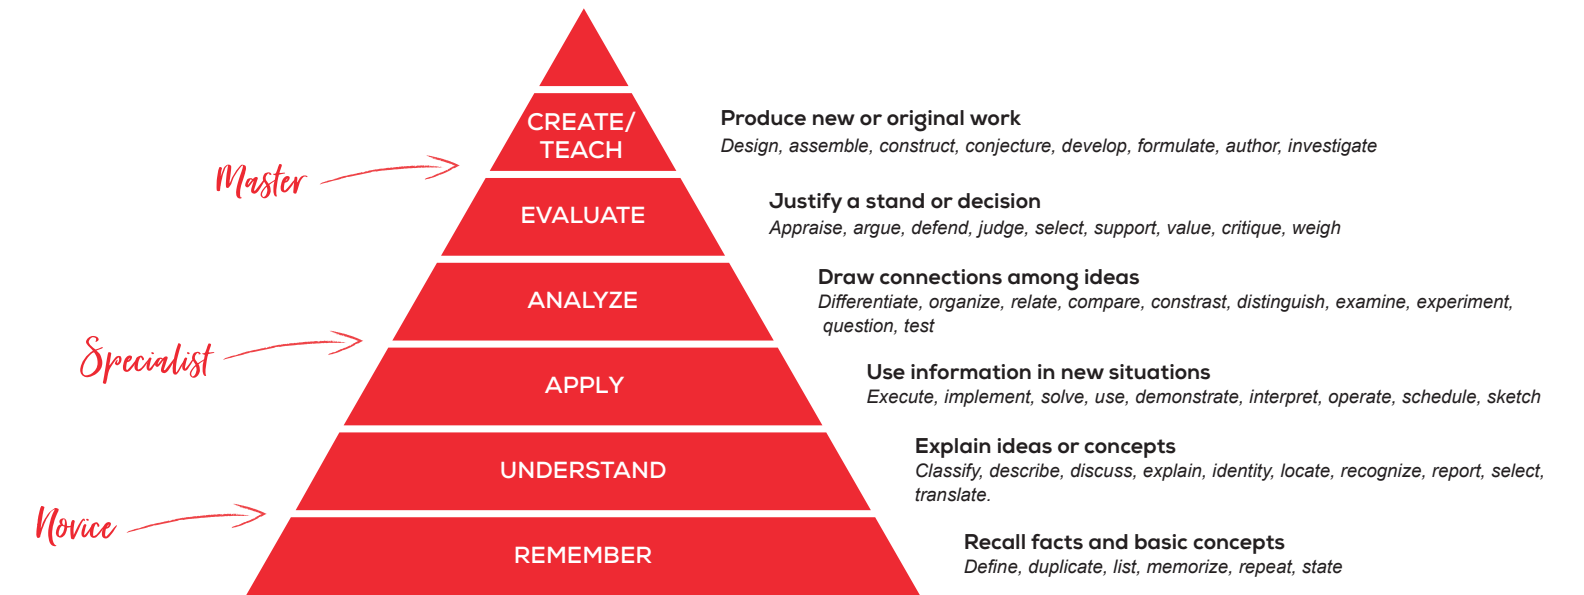 CREATE/
TEACH
Produce new or original work
Design, assemble, construct, conjecture, develop, formulate, author, investigate
Master
EVALUATE
Justify a stand or decision
Appraise, argue, defend, judge, select, support, value, critique, weigh
ANALYZE
Draw connections among ideas
Differentiate, organize, relate, compare, constrast, distinguish, examine, experiment,
question, test
Specialist
APPLY
Use information in new situations
Execute, implement, solve, use, demonstrate, interpret, operate, schedule, sketch
UNDERSTAND
Explain ideas or concepts
Classify, describe, discuss, explain, identity, locate, recognize, report, select,
translate.
Novice
REMEMBER
Recall facts and basic concepts
Define, duplicate, list, memorize, repeat, state